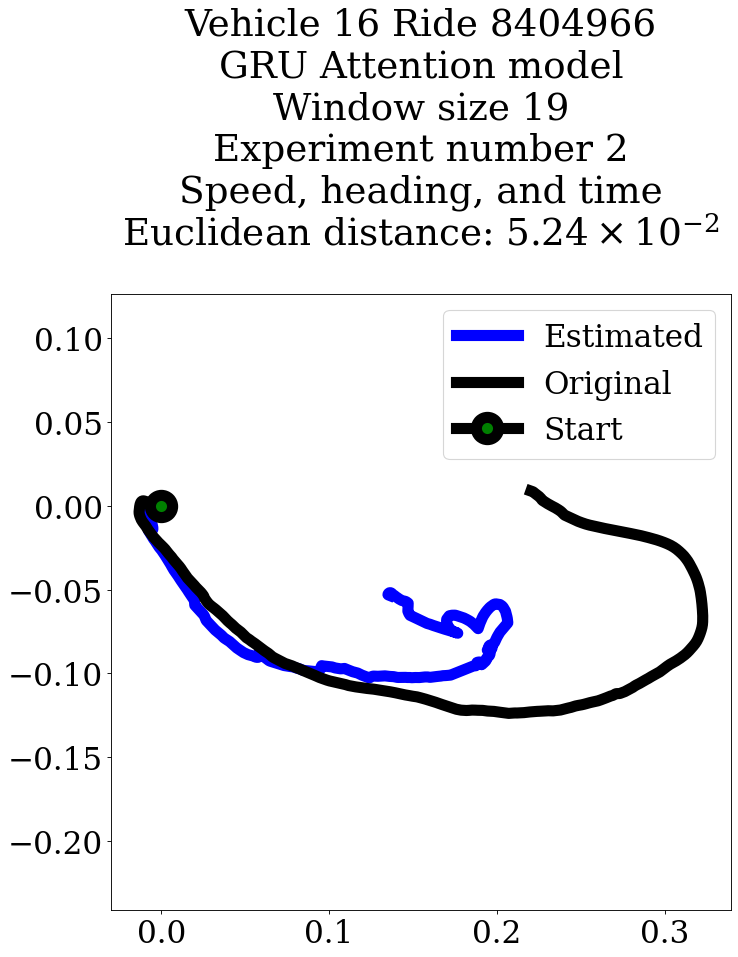 Vehicle 16 Ride 8404966
GRU Attention model
Window size 19
Experiment number 2
Speed, heading, and time
Euclidean distance: 5.24 × 10⁻²
Estimated
Original
Start
0.10
0.05
0.00
−0.05
−0.10
−0.15
−0.20
0.0 0.1 0.2 0.3